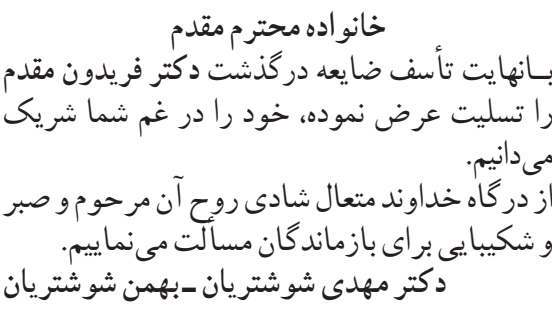 خانواده محترم مقدم
بـانهایت تأسف ضایعه درگذشت دکتر فریدون مقدم
را تسلیت عرض نموده، خود را در غم شما شریک
می‌دانیم.
از درگاه خداوند متعال شادی روح آن مرحوم و صبر
و شکیبایی برای بازماندگان مسألت می‌نماییم.
دکتر مهدی شوشتریان ـ بهمن شوشتریان